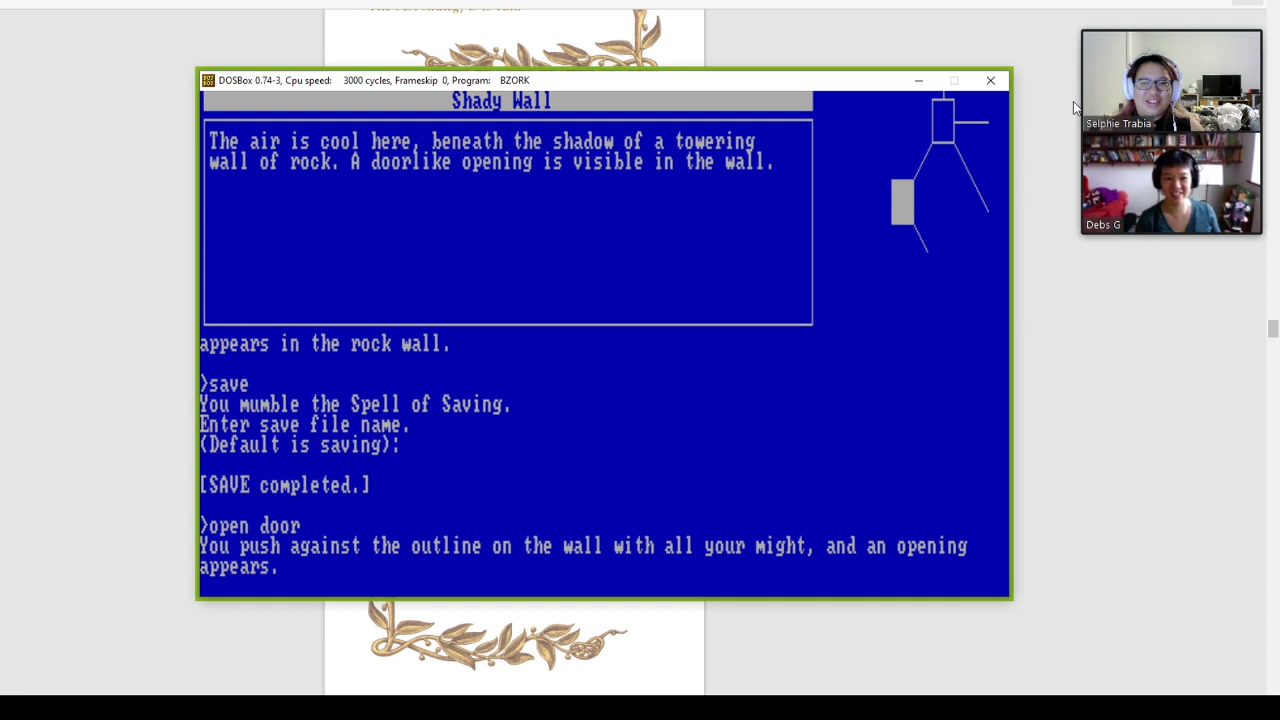 DOSBox 0.74-3, Cpu speed:    3000 cycles, Frameskip  0, Program:   BZORK
Shady Wall
The air is cool here, beneath the shadow of a towering
wall of rock. A doorlike opening is visible in the wall.
appears in the rock wall.
>save
You mumble the Spell of Saving.
Enter save file name.
(Default is saving):
[SAVE completed.]
>open door
You push against the outline on the wall with all your might, and an opening
appears.
Selphie Trabia
Debs G